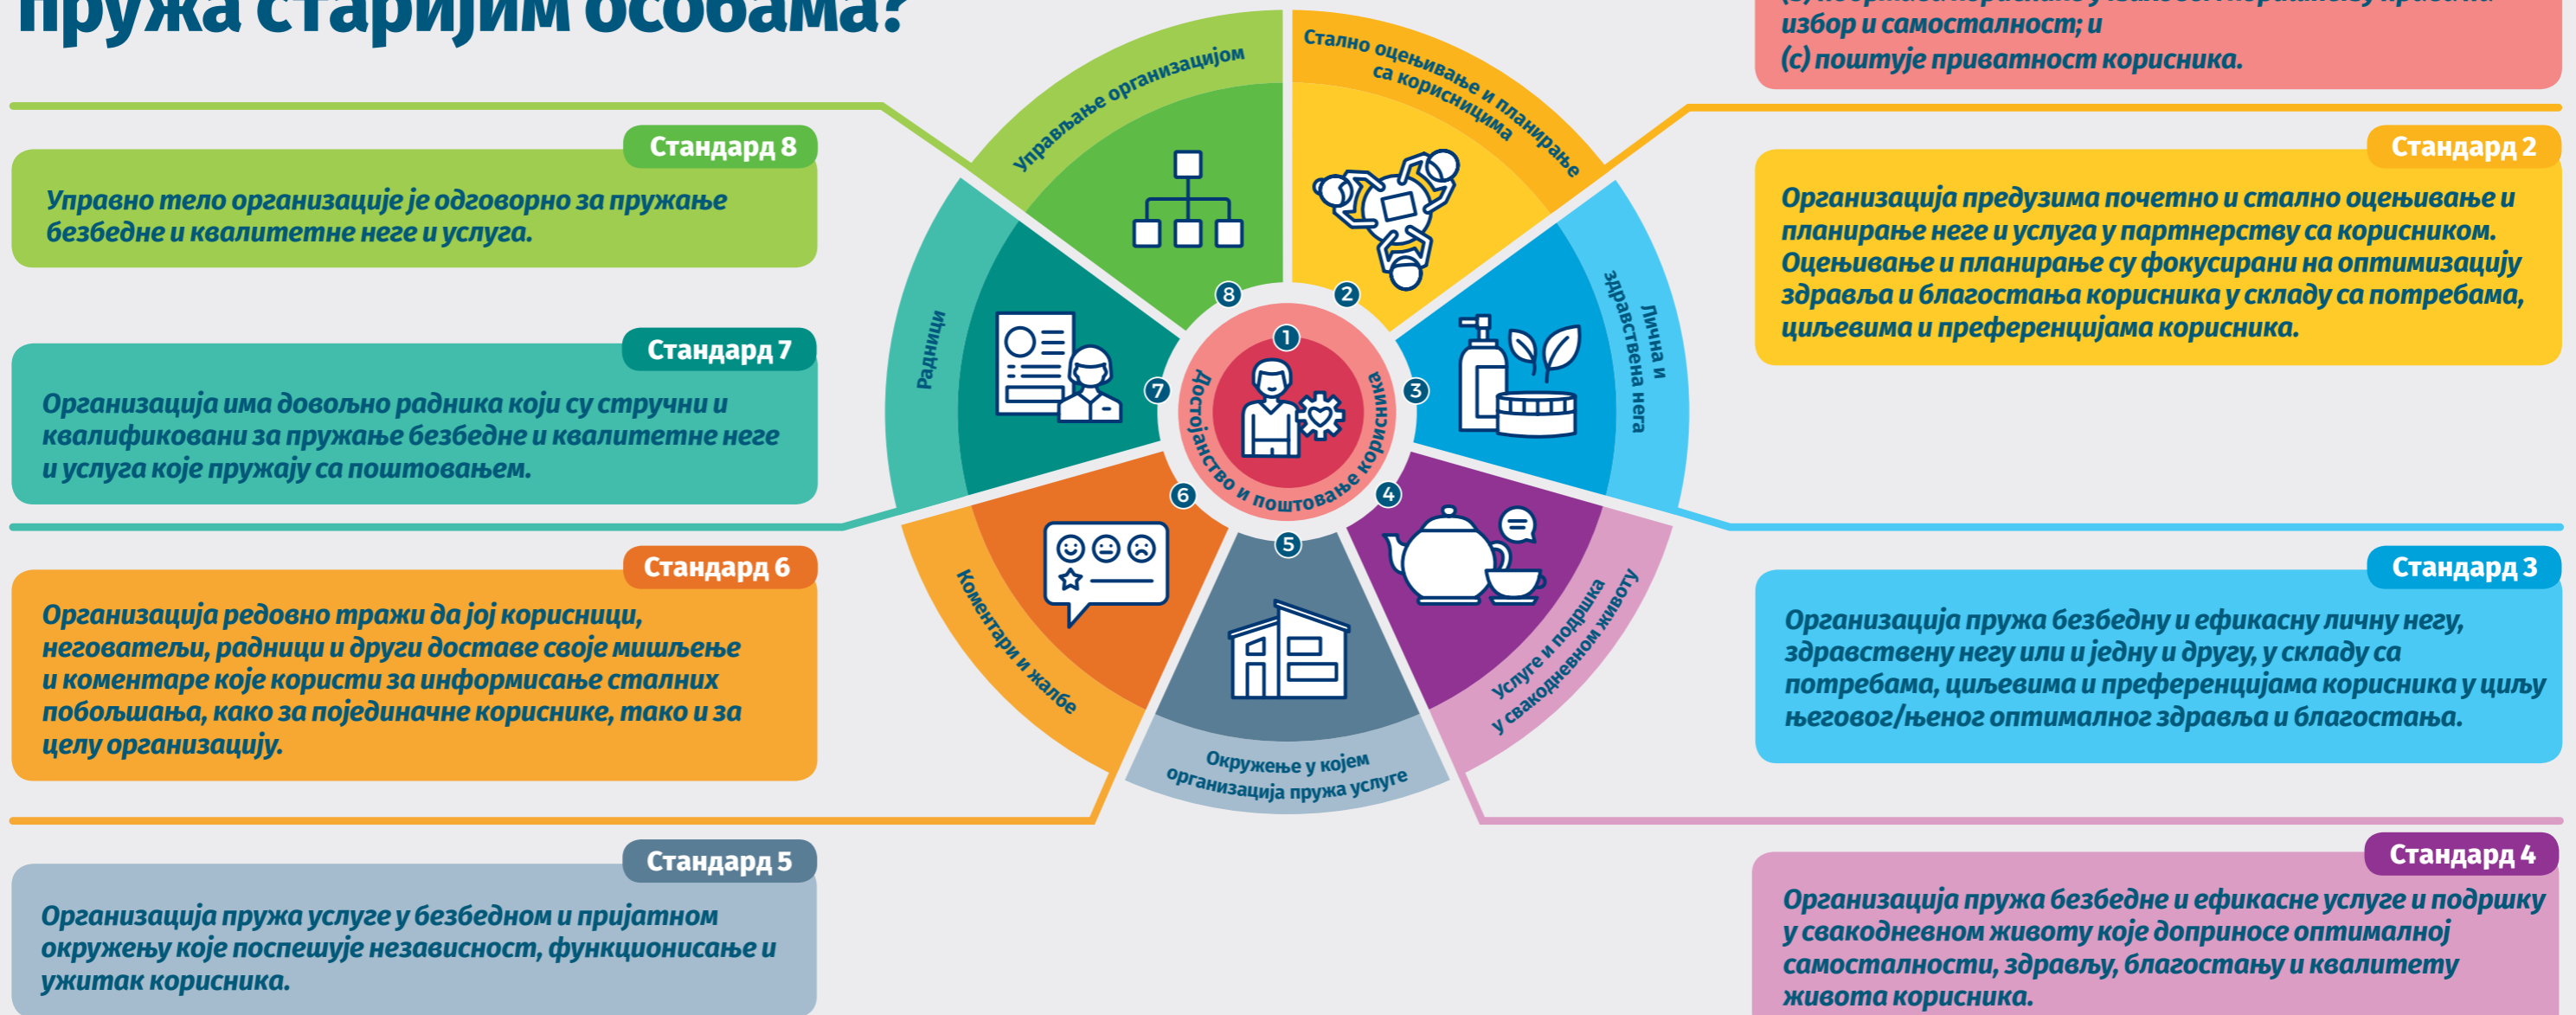 пружа старијим особама?
избор и самосталност; и
(c) поштује приватност корисника.
Управљање организацијом
Стално оцењивање и планирање
са корисницима
Лична и
здравствена нега
Услуге и подршка
у свакодневном животу
Окружење у којем
организација пружа услуге
Коментари и жалбе
Радници
Достојанство и поштовање корисника
1
2
3
4
5
6
7
8
Стандард 8
Управно тело организације је одговорно за пружање
безбедне и квалитетне неге и услуга.
Стандард 7
Организација има довољно радника који су стручни и
квалификовани за пружање безбедне и квалитетне неге
и услуга које пружају са поштовањем.
Стандард 6
Организација редовно тражи да јој корисници,
неговатељи, радници и други доставе своје мишљење
и коментаре које користи за информисање сталних
побољшања, како за појединачне кориснике, тако и за
целу организацију.
Стандард 5
Организација пружа услуге у безбедном и пријатном
окружењу које поспешује независност, функционисање и
ужитак корисника.
Стандард 2
Организација предузима почетно и стално оцењивање и
планирање неге и услуга у партнерству са корисником.
Оцењивање и планирање су фокусирани на оптимизацију
здравља и благостања корисника у складу са потребама,
циљевима и преференцијама корисника.
Стандард 3
Организација пружа безбедну и ефикасну личну негу,
здравствену негу или и једну и другу, у складу са
потребама, циљевима и преференцијама корисника у циљу
његовог/њеног оптималног здравља и благостања.
Стандард 4
Организација пружа безбедне и ефикасне услуге и подршку
у свакодневном животу које доприносе оптималној
самосталности, здрављу, благостању и квалитету
живота корисника.